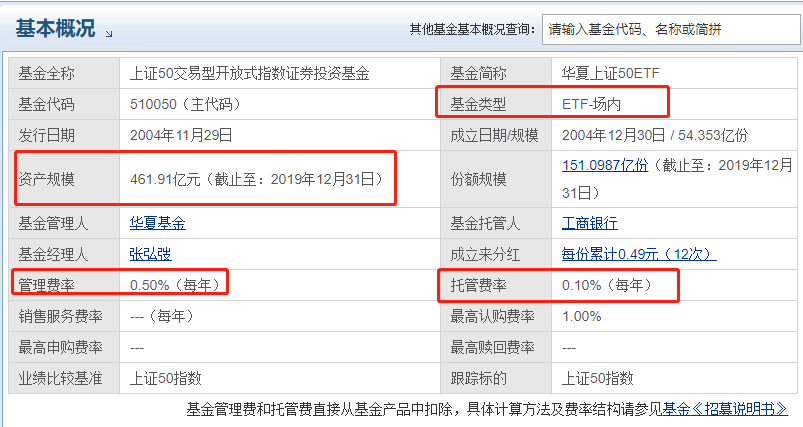 基本概况
其他基金基本概况查询： 请输入基金代码、名称或简拼
基金全称 上证50交易型开放式指数证券投资基金 基金简称 华夏上证50ETF
基金代码 510050（主代码） 基金类型 ETF-场内
发行日期 2004年11月29日 成立日期/规模 2004年12月30日 / 54.353亿份
资产规模 461.91亿元（截止至：2019年12月31日） 份额规模 151.0987亿份（截止至：2019年12月
31日）
基金管理人 华夏基金 基金托管人 工商银行
基金经理人 张弘弢 成立来分红 每份累计0.49元（12次）
管理费率 0.50%（每年） 托管费率 0.10%（每年）
销售服务费率 ---（每年） 最高认购费率 1.00%
最高申购费率 --- 最高赎回费率 ---
业绩比较基准 上证50指数 跟踪标的 上证50指数
基金管理费和托管费直接从基金产品中扣除，具体计算方法及费率结构请参见基金《招募说明书》